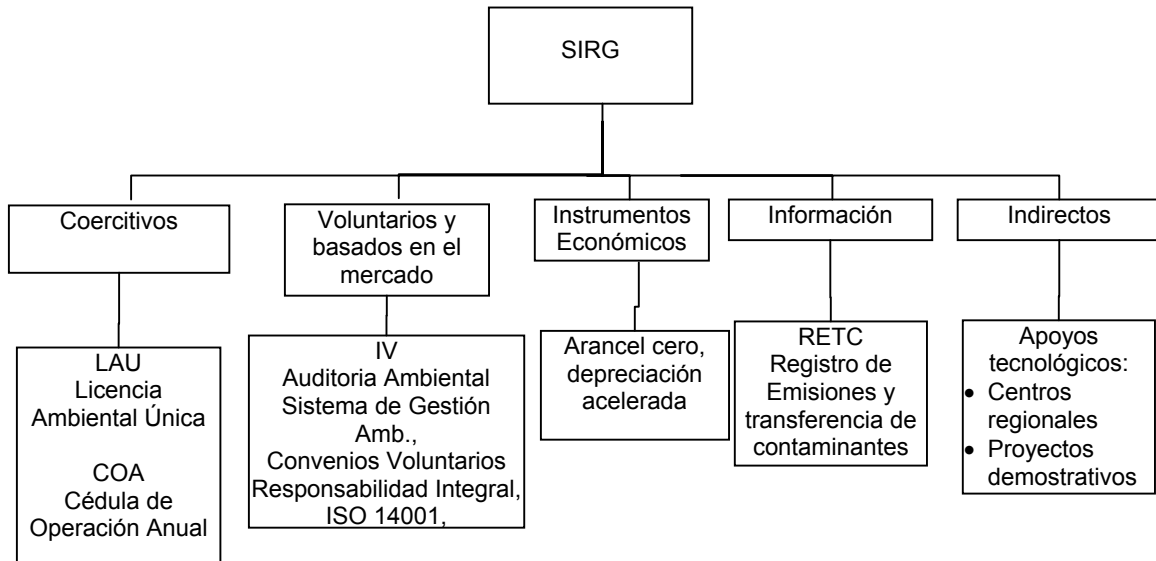 SIRG
Coercitivos
Voluntarios y
basados en el
mercado
Instrumentos
Económicos
Información
Indirectos
LAU
Licencia
Ambiental Única
COA
Cédula de
Operación Anual
IV
Auditoria Ambiental
Sistema de Gestión
Amb.,
Convenios Voluntarios
Responsabilidad Integral,
ISO 14001,
Arancel cero,
depreciación
acelerada
RETC
Registro de
Emisiones y
transferencia de
contaminantes
Apoyos
tecnológicos:
• Centros
regionales
• Proyectos
demostrativos